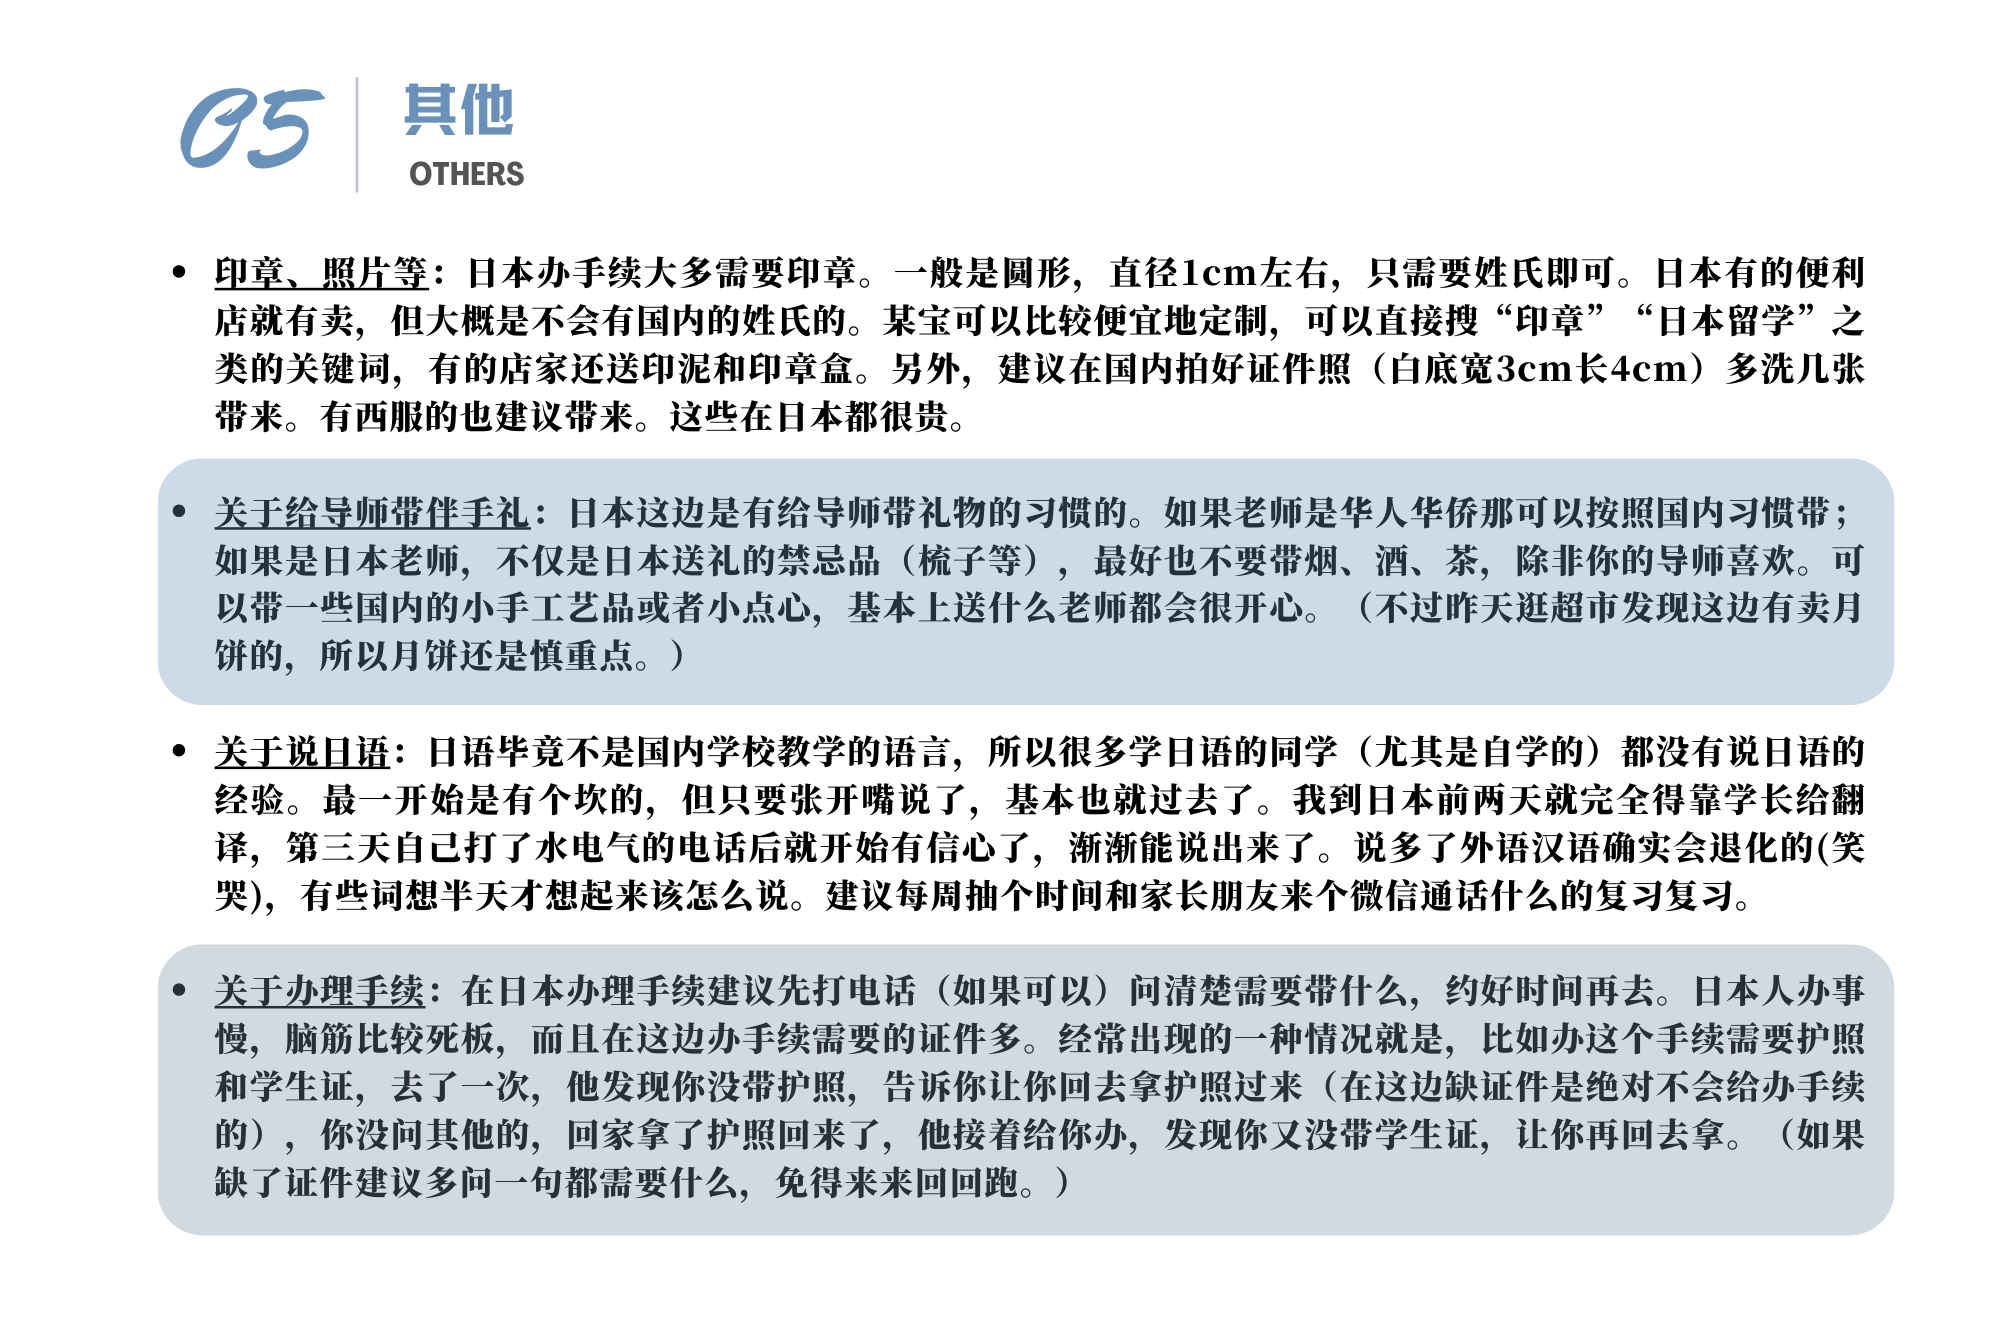 05
其他
OTHERS
• 印章、照片等：日本办手续大多需要印章。一般是圆形，直径1cm左右，只需要姓氏即可。日本有的便利
店就有卖，但大概是不会有国内的姓氏的。某宝可以比较便宜地定制，可以直接搜“印章”“日本留学”之
类的关键词，有的店家还送印泥和印章盒。另外，建议在国内拍好证件照（白底宽3cm长4cm）多洗几张
带来。有西服的也建议带来。这些在日本都很贵。
• 关于给导师带伴手礼：日本这边是有给导师带礼物的习惯的。如果老师是华人华侨那可以按照国内习惯带；
如果是日本老师，不仅是日本送礼的禁忌品（梳子等），最好也不要带烟、酒、茶，除非你的导师喜欢。可
以带一些国内的小手工艺品或者小点心，基本上送什么老师都会很开心。（不过昨天逛超市发现这边有卖月
饼的，所以月饼还是慎重点。）
• 关于说日语：日语毕竟不是国内学校教学的语言，所以很多学日语的同学（尤其是自学的）都没有说日语的
经验。最一开始是有个坎的，但只要张开嘴说了，基本也就过去了。我到日本前两天就完全得靠学长给翻
译，第三天自己打了水电气的电话后就开始有信心了，渐渐能说出来了。说多了外语汉语确实会退化的(笑
哭)，有些词想半天才想起来该怎么说。建议每周抽个时间和家长朋友来个微信通话什么的复习复习。
• 关于办理手续：在日本办理手续建议先打电话（如果可以）问清楚需要带什么，约好时间再去。日本人办事
慢，脑筋比较死板，而且在这边办手续需要的证件多。经常出现的一种情况就是，比如办这个手续需要护照
和学生证，去了一次，他发现你没带护照，告诉你让你回去拿护照过来（在这边缺证件是绝对不会给办手续
的），你没问其他的，回家拿了护照回来了，他接着给你办，发现你又没带学生证，让你再回去拿。（如果
缺了证件建议多问一句都需要什么，免得来来回回跑。）